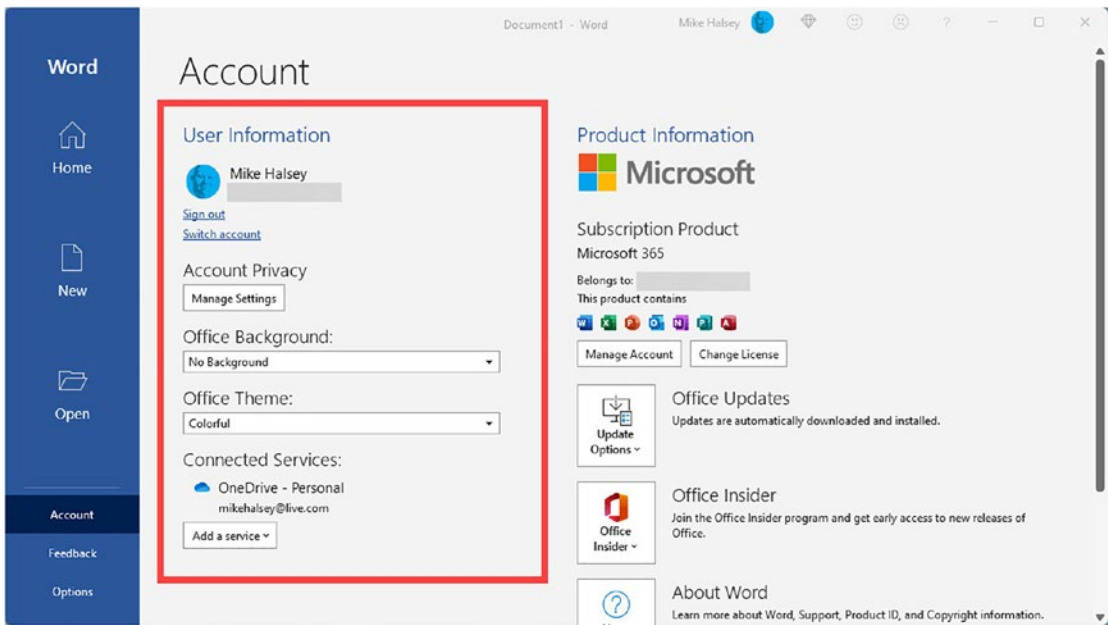 Document1 - Word
Mike Halsey
?
Word
Home
New
Open
Account
Feedback
Options
Account
User Information
Mike Halsey
Sign out
Switch account
Account Privacy
Manage Settings
Office Background:
No Background
Office Theme:
Colorful
Connected Services:
OneDrive - Personal
mikehalsey@live.com
Add a service
Product Information
Microsoft
Subscription Product
Microsoft 365
Belongs to:
This product contains
Manage Account
Change License
Update
Options
Office Updates
Updates are automatically downloaded and installed.
Office
Insider
Office Insider
Join the Office Insider program and get early access to new releases of
Office.
About Word
Learn more about Word, Support, Product ID, and Copyright information.